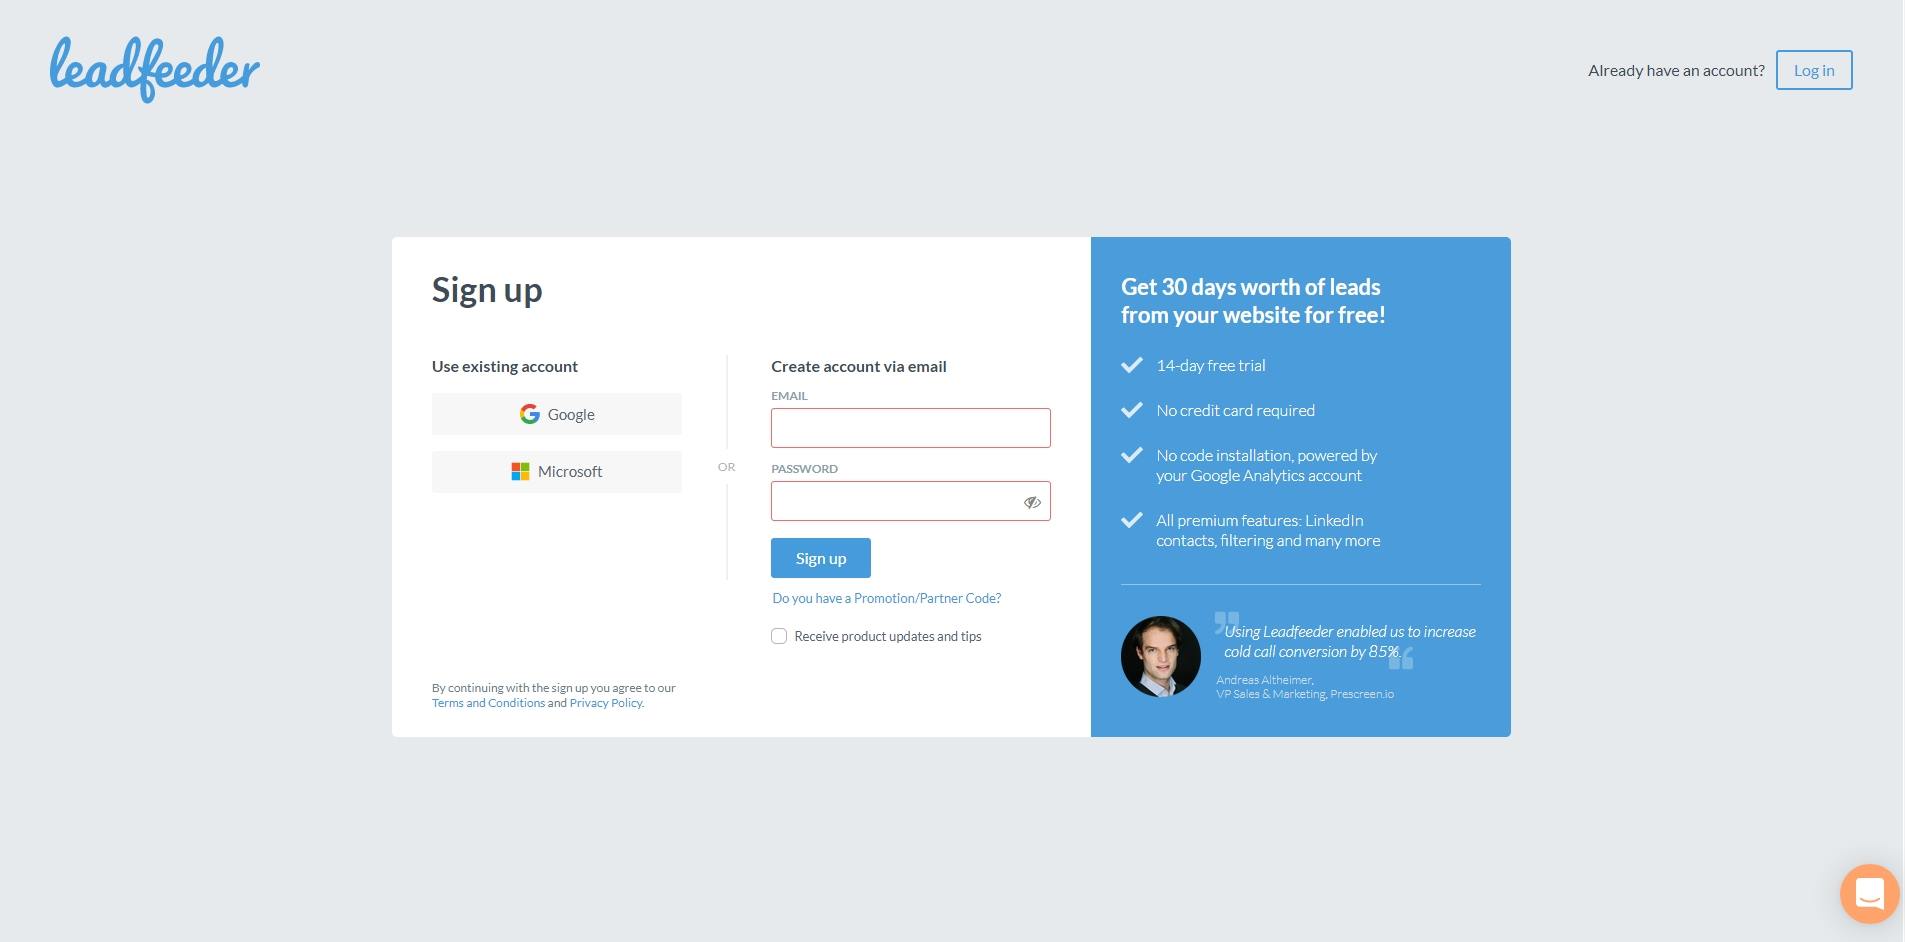 leadfeeder
Already have an account?
Log in
Sign up
Use existing account
Google
Microsoft
OR
Create account via email
EMAIL
PASSWORD
Sign up
Do you have a Promotion/Partner Code?
Receive product updates and tips
By continuing with the sign up you agree to our
Terms and Conditions and Privacy Policy.
Get 30 days worth of leads
from your website for free!
14-day free trial
No credit card required
No code installation, powered by
your Google Analytics account
All premium features: LinkedIn
contacts, filtering and many more
Using Leadfeeder enabled us to increase
cold call conversion by 85%.
Andreas Altheimer,
VP Sales & Marketing, Prescreen.io